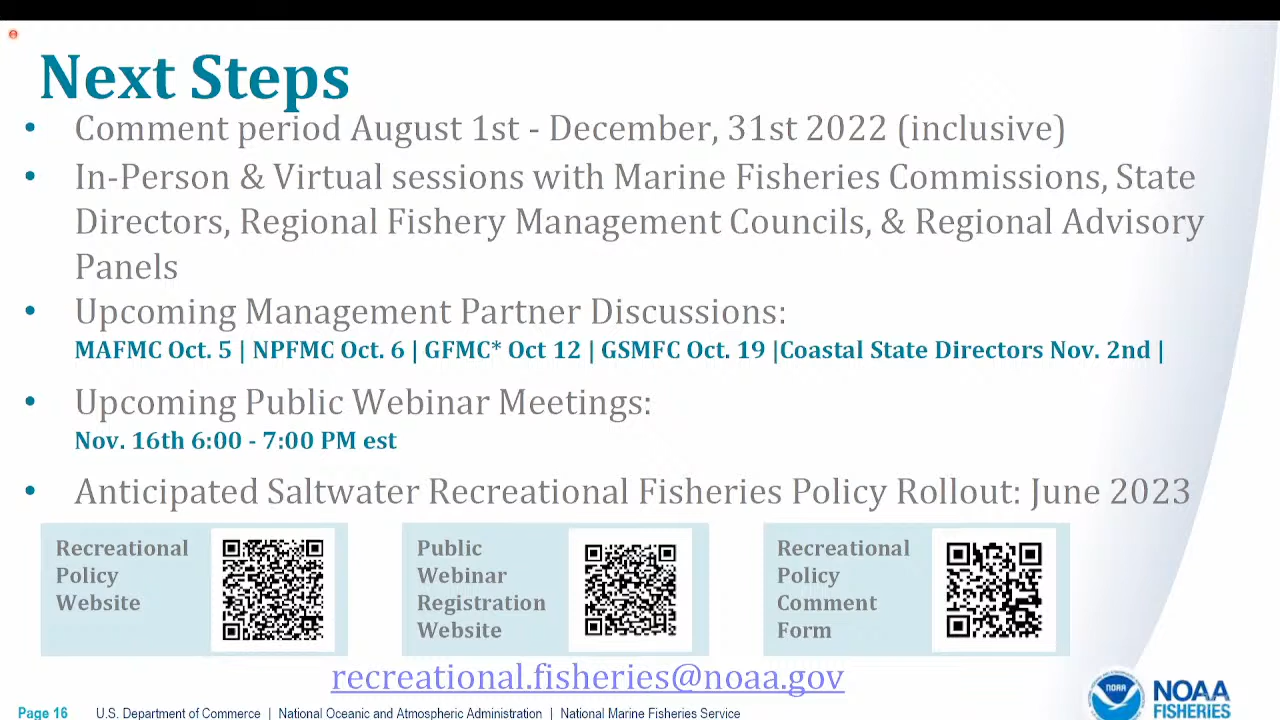 Next Steps
• Comment period August 1st - December, 31st 2022 (inclusive)
• In-Person & Virtual sessions with Marine Fisheries Commissions, State
Directors, Regional Fishery Management Councils, & Regional Advisory
Panels
• Upcoming Management Partner Discussions:
MAFMC Oct. 5 | NPFMC Oct. 6 | GFMC* Oct 12 | GSMFC Oct. 19 |Coastal State Directors Nov. 2nd |
• Upcoming Public Webinar Meetings:
Nov. 16th 6:00 - 7:00 PM est
• Anticipated Saltwater Recreational Fisheries Policy Rollout: June 2023
Recreational
Policy
Website
Public
Webinar
Registration
Website
Recreational
Policy
Comment
Form
recreational.fisheries@noaa.gov
NOAA
NOAA
FISHERIES
Page 16 U.S. Department of Commerce | National Oceanic and Atmospheric Administration | National Marine Fisheries Service